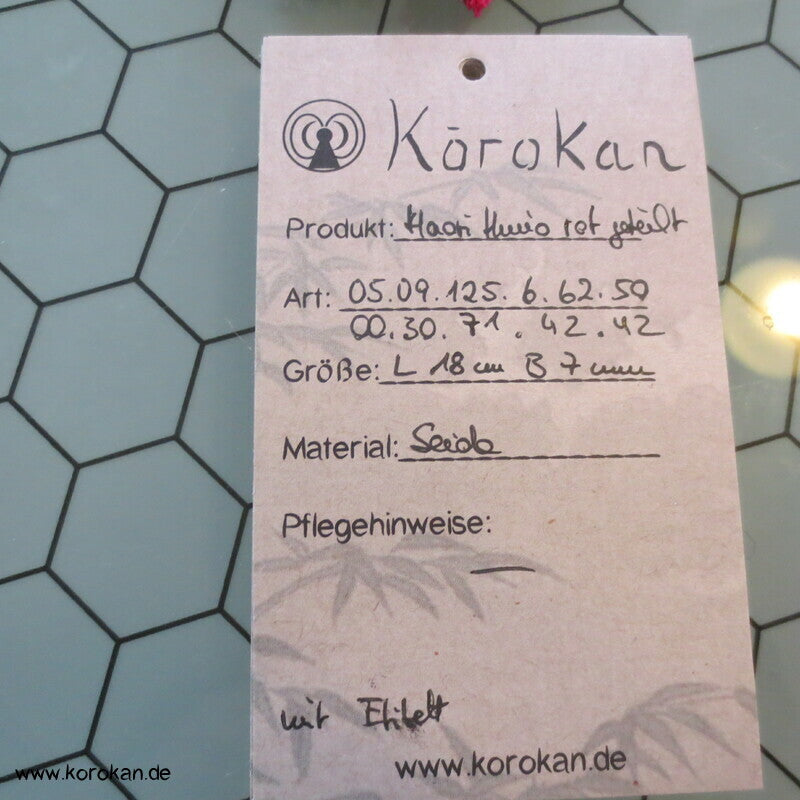 Kōrokan
Produkt: Haori Himo rot geteilt
Art: 05.09.125.6.62.50
00.30.71.42.42
Größe: L 18 cm B 7 mm
Material: Seide
Pflegehinweise:
—
mit Etikett
www.korokan.de
www.korokan.de